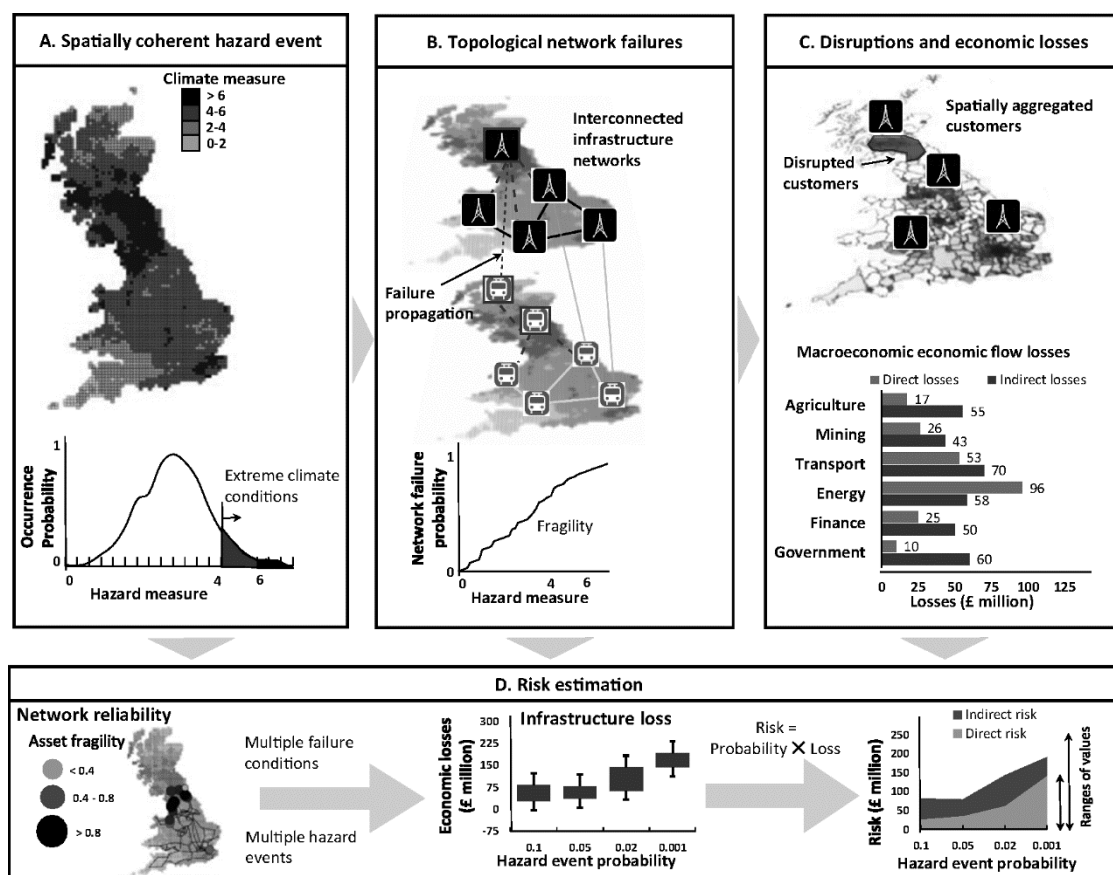 A. Spatially coherent hazard event
Climate measure
> 6
4-6
2-4
0-2
1
Occurrence
Probability
0
Extreme climate
conditions
0
4
6
Hazard measure
B. Topological network failures
Interconnected
infrastructure
networks
Failure
propagation
1
Network failure
probability
0
Fragility
0
4
6
Hazard measure
C. Disruptions and economic losses
Spatially aggregated
customers
Disrupted
customers
Macroeconomic economic flow losses
Direct losses
Indirect losses
Agriculture
17
55
Mining
26
43
Transport
53
70
Energy
96
58
Finance
25
50
Government
10
60
0 25 50 75 100 125
Losses (£ million)
D. Risk estimation
Network reliability
Asset fragility
< 0.4
0.4 - 0.8
> 0.8
Multiple failure
conditions
Multiple hazard
events
Infrastructure loss
Economic losses
(£ million)
300
225
150
75
0
-75
0.1 0.05 0.02 0.001
Hazard event probability
Risk =
Probability ✕ Loss
Indirect risk
Direct risk
Risk (£ million)
250
200
150
100
50
0
0.1 0.05 0.02 0.001
Hazard event probability
Ranges of values